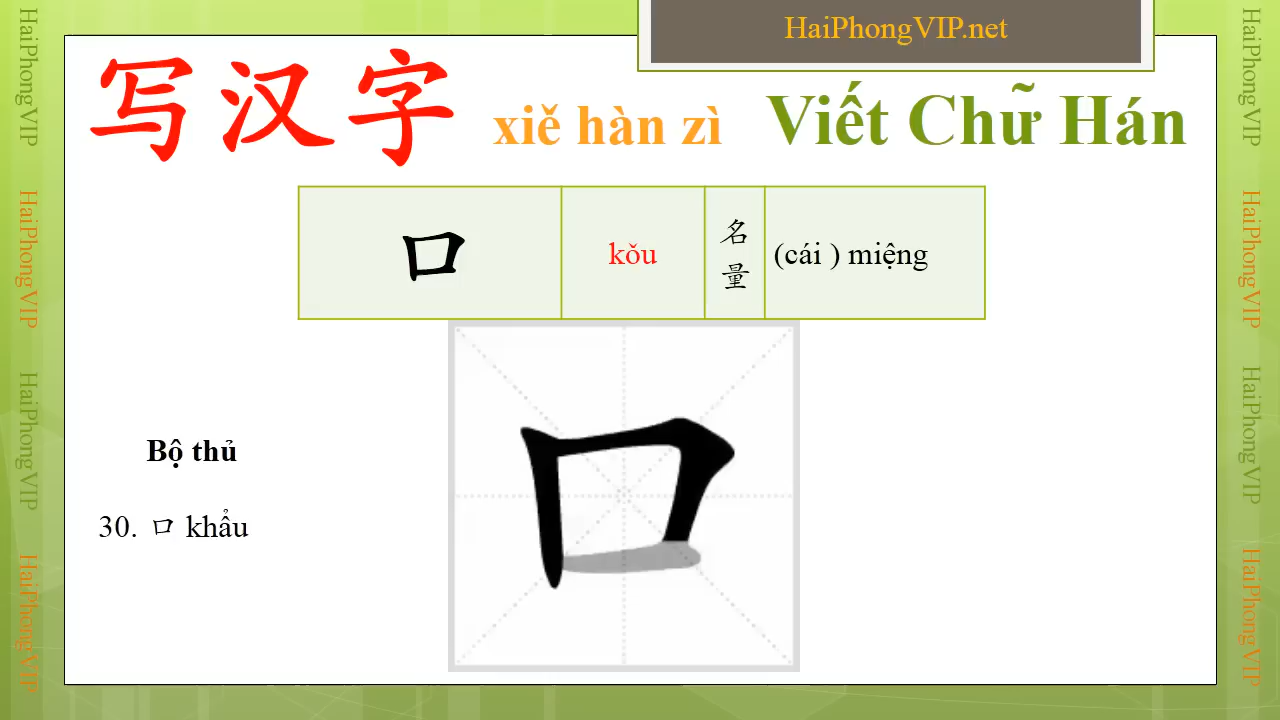 HaiPhongVIP.net
写汉字 xiě hàn zì Viết Chữ Hán
口 kǒu 名 (cái ) miệng
量
口
Bộ thủ
30. 口 khẩu
HaiPhongVIP
HaiPhongVIP
HaiPhongVIP
HaiPhongVIP
HaiPhongVIP
HaiPhongVIP
HaiPhongVIP
HaiPhongVIP